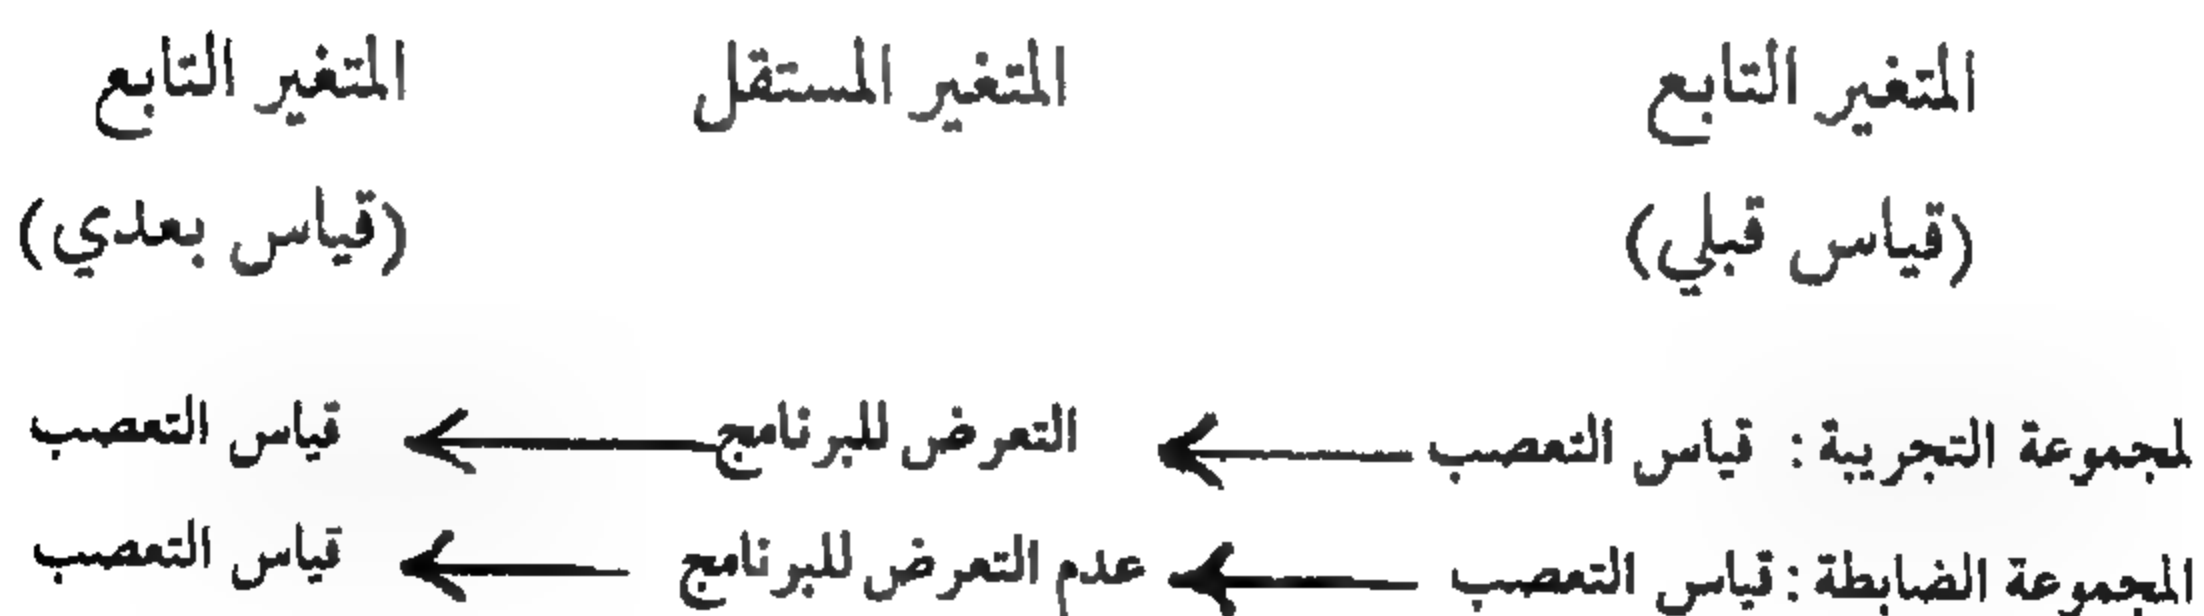 المتغير التابع المتغير المستقل المتغير التابع
(قياس قبلي) (قياس بعدي)
لمجموعة التجريبية : قياس التعصب التعرض للبرنامج قياس التعصب
المجموعة الضابطة : قياس التعصب عدم التعرض للبرنامج قياس التعصب